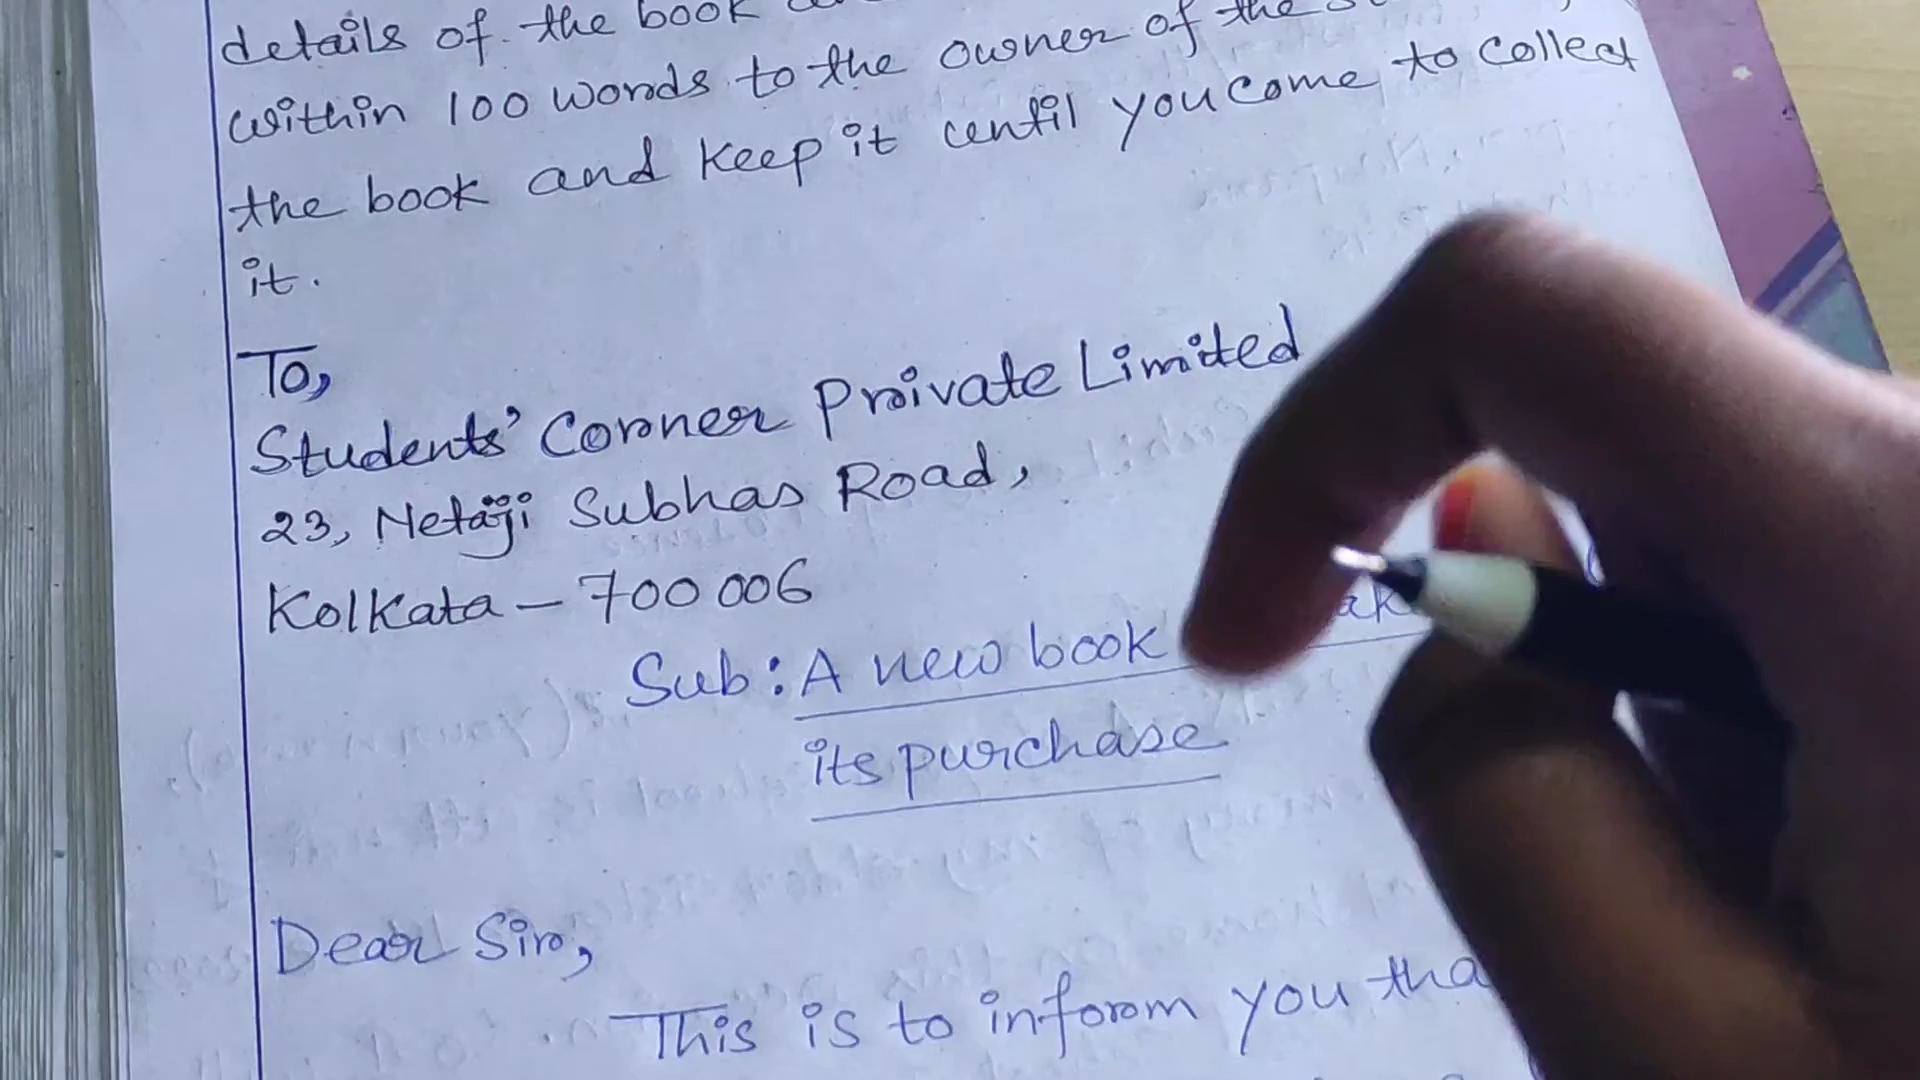 details of the book
within 100 words to the owner of the
the book and keep it until you come to collect
it.
To,
Students' Corner Private Limited
23, Netaji Subhas Road,
Kolkata – 700 006
Sub: A new book
its purchase
Dear Sir,
This is to inform you